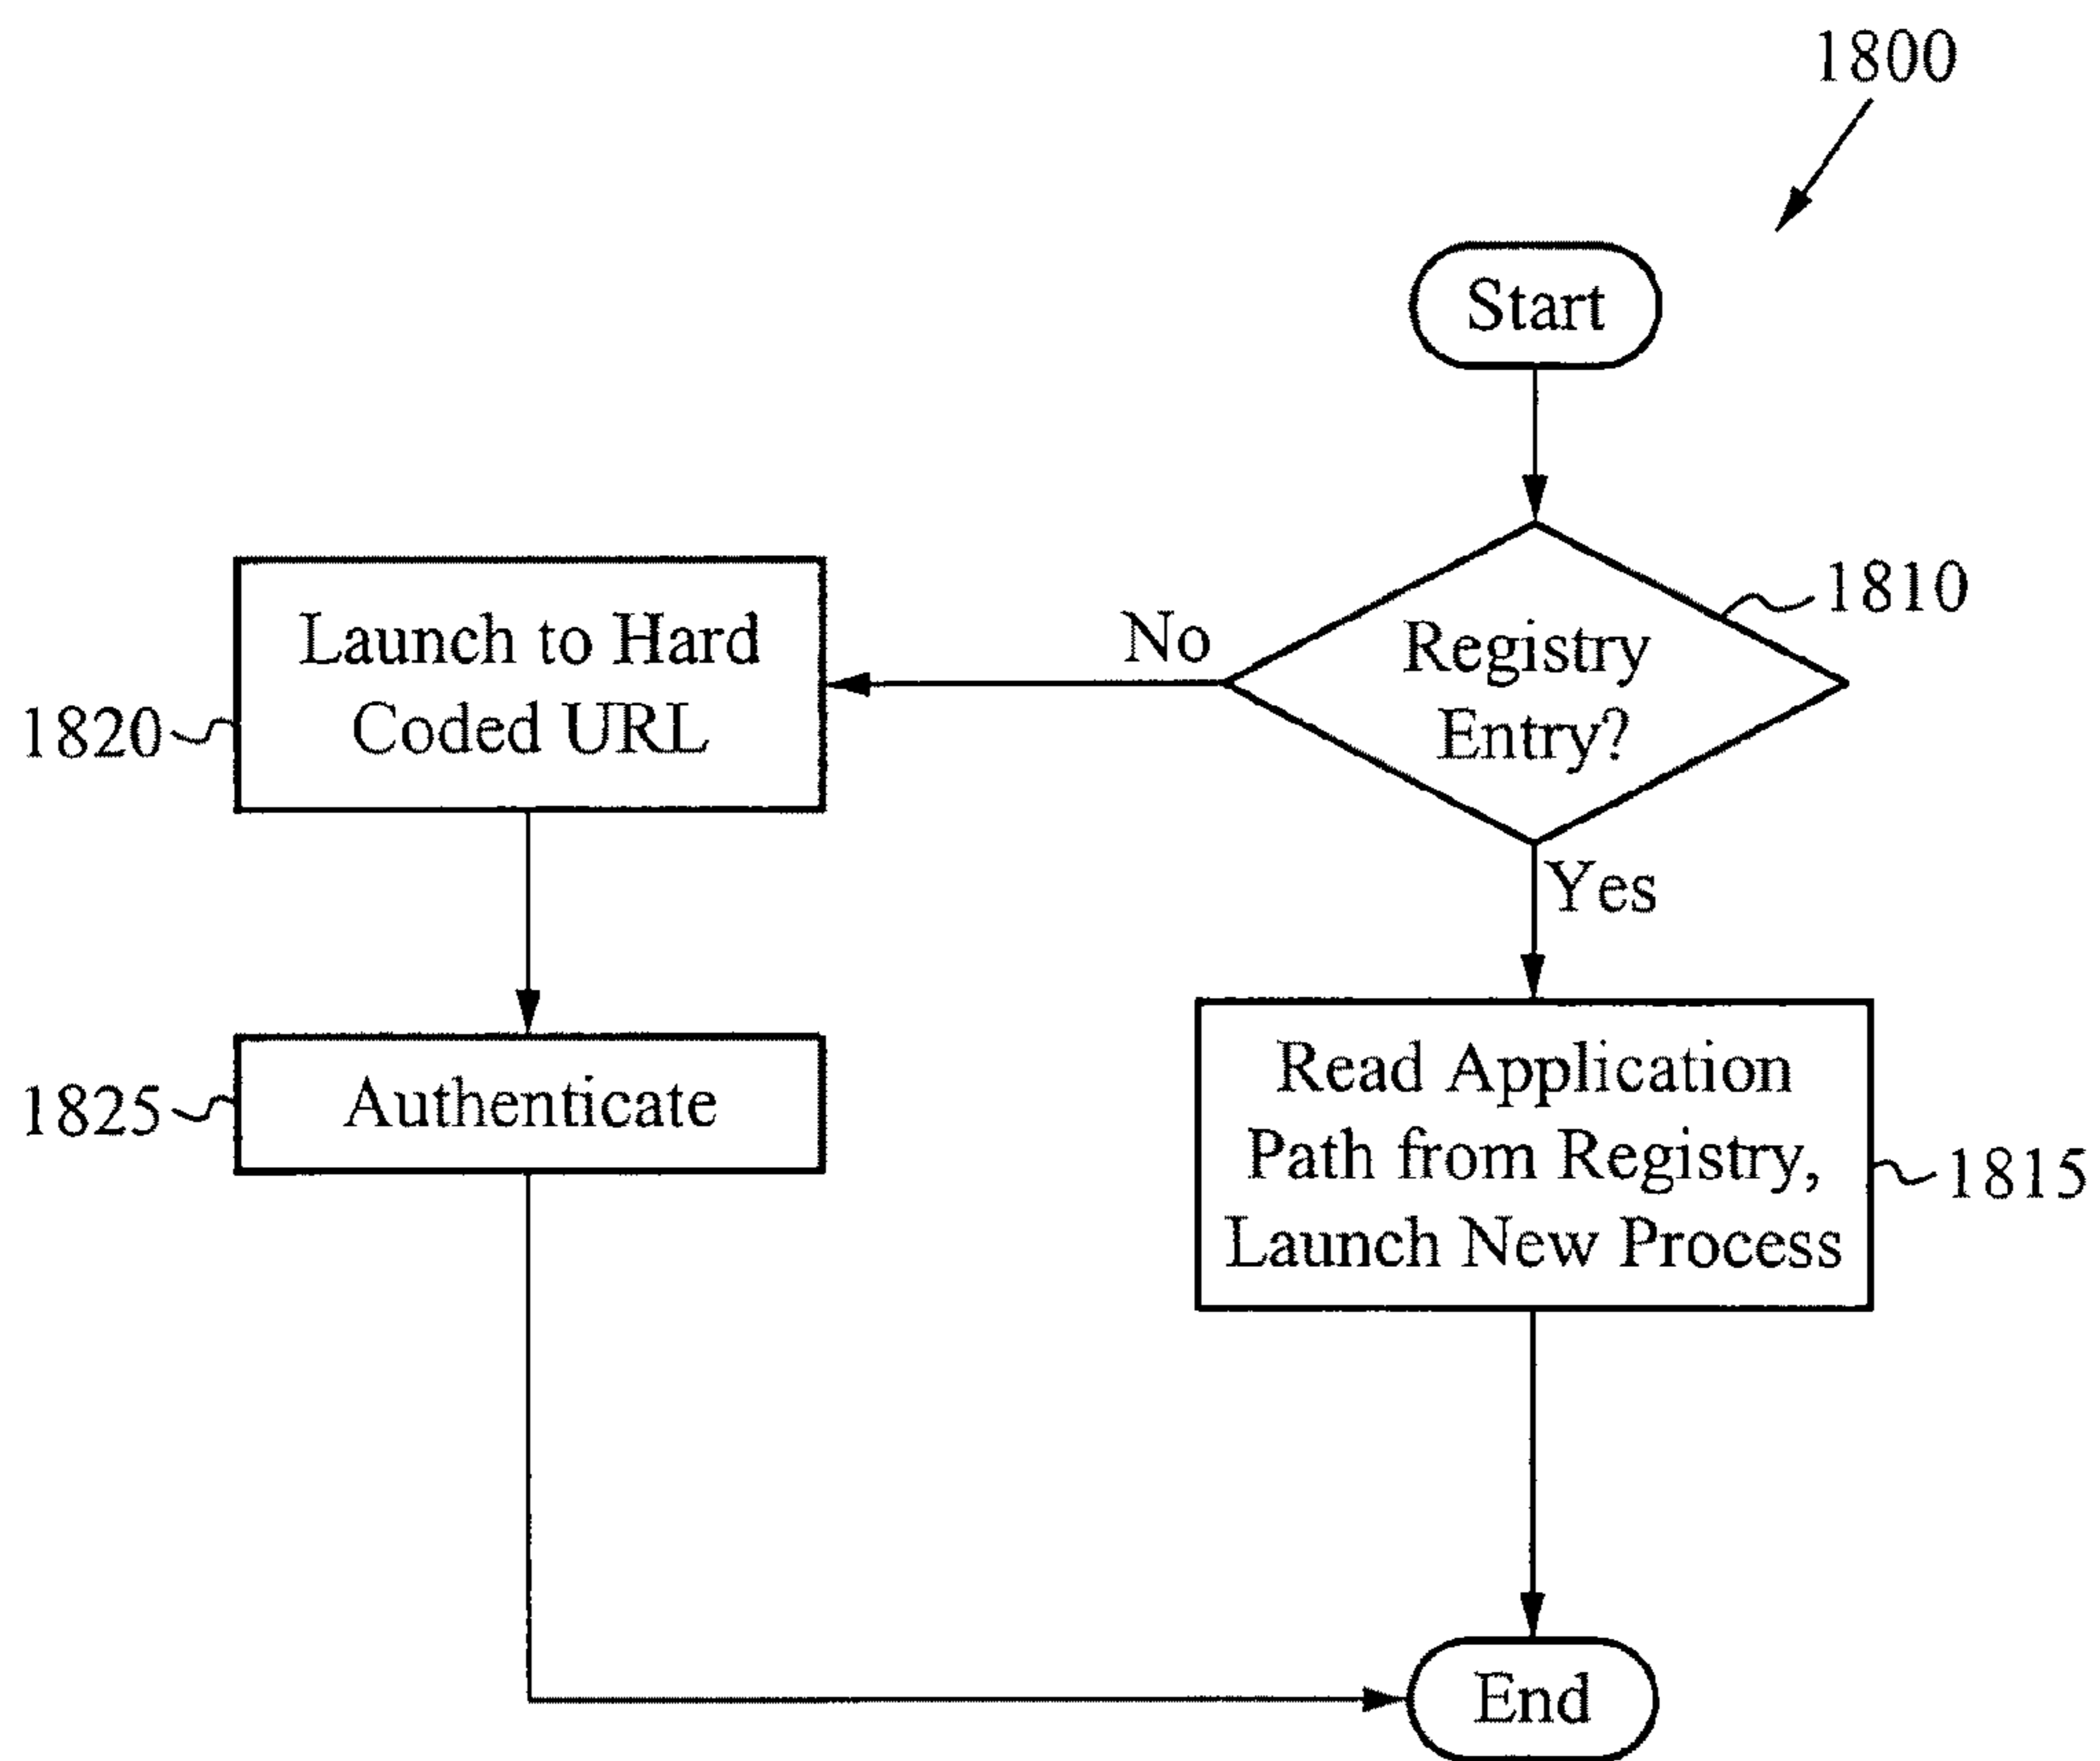 1800
Start
1810
Registry
Entry?
No
Launch to Hard
Coded URL
1820
Yes
Authenticate
1825
Read Application
Path from Registry,
Launch New Process
1815
End